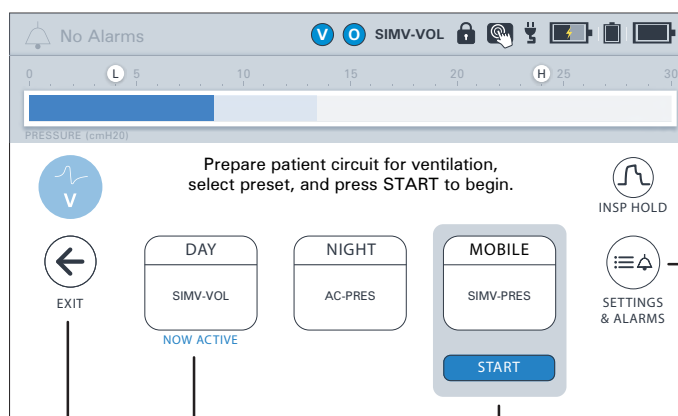 No Alarms
V O SIMV-VOL
0 L 5 10 15 20 H 25 30
PRESSURE (cmH20)
Prepare patient circuit for ventilation,
select preset, and press START to begin.
V
INSP HOLD
DAY NIGHT MOBILE
SIMV-VOL AC-PRES SIMV-PRES
EXIT
SETTINGS
& ALARMS
NOW ACTIVE
START